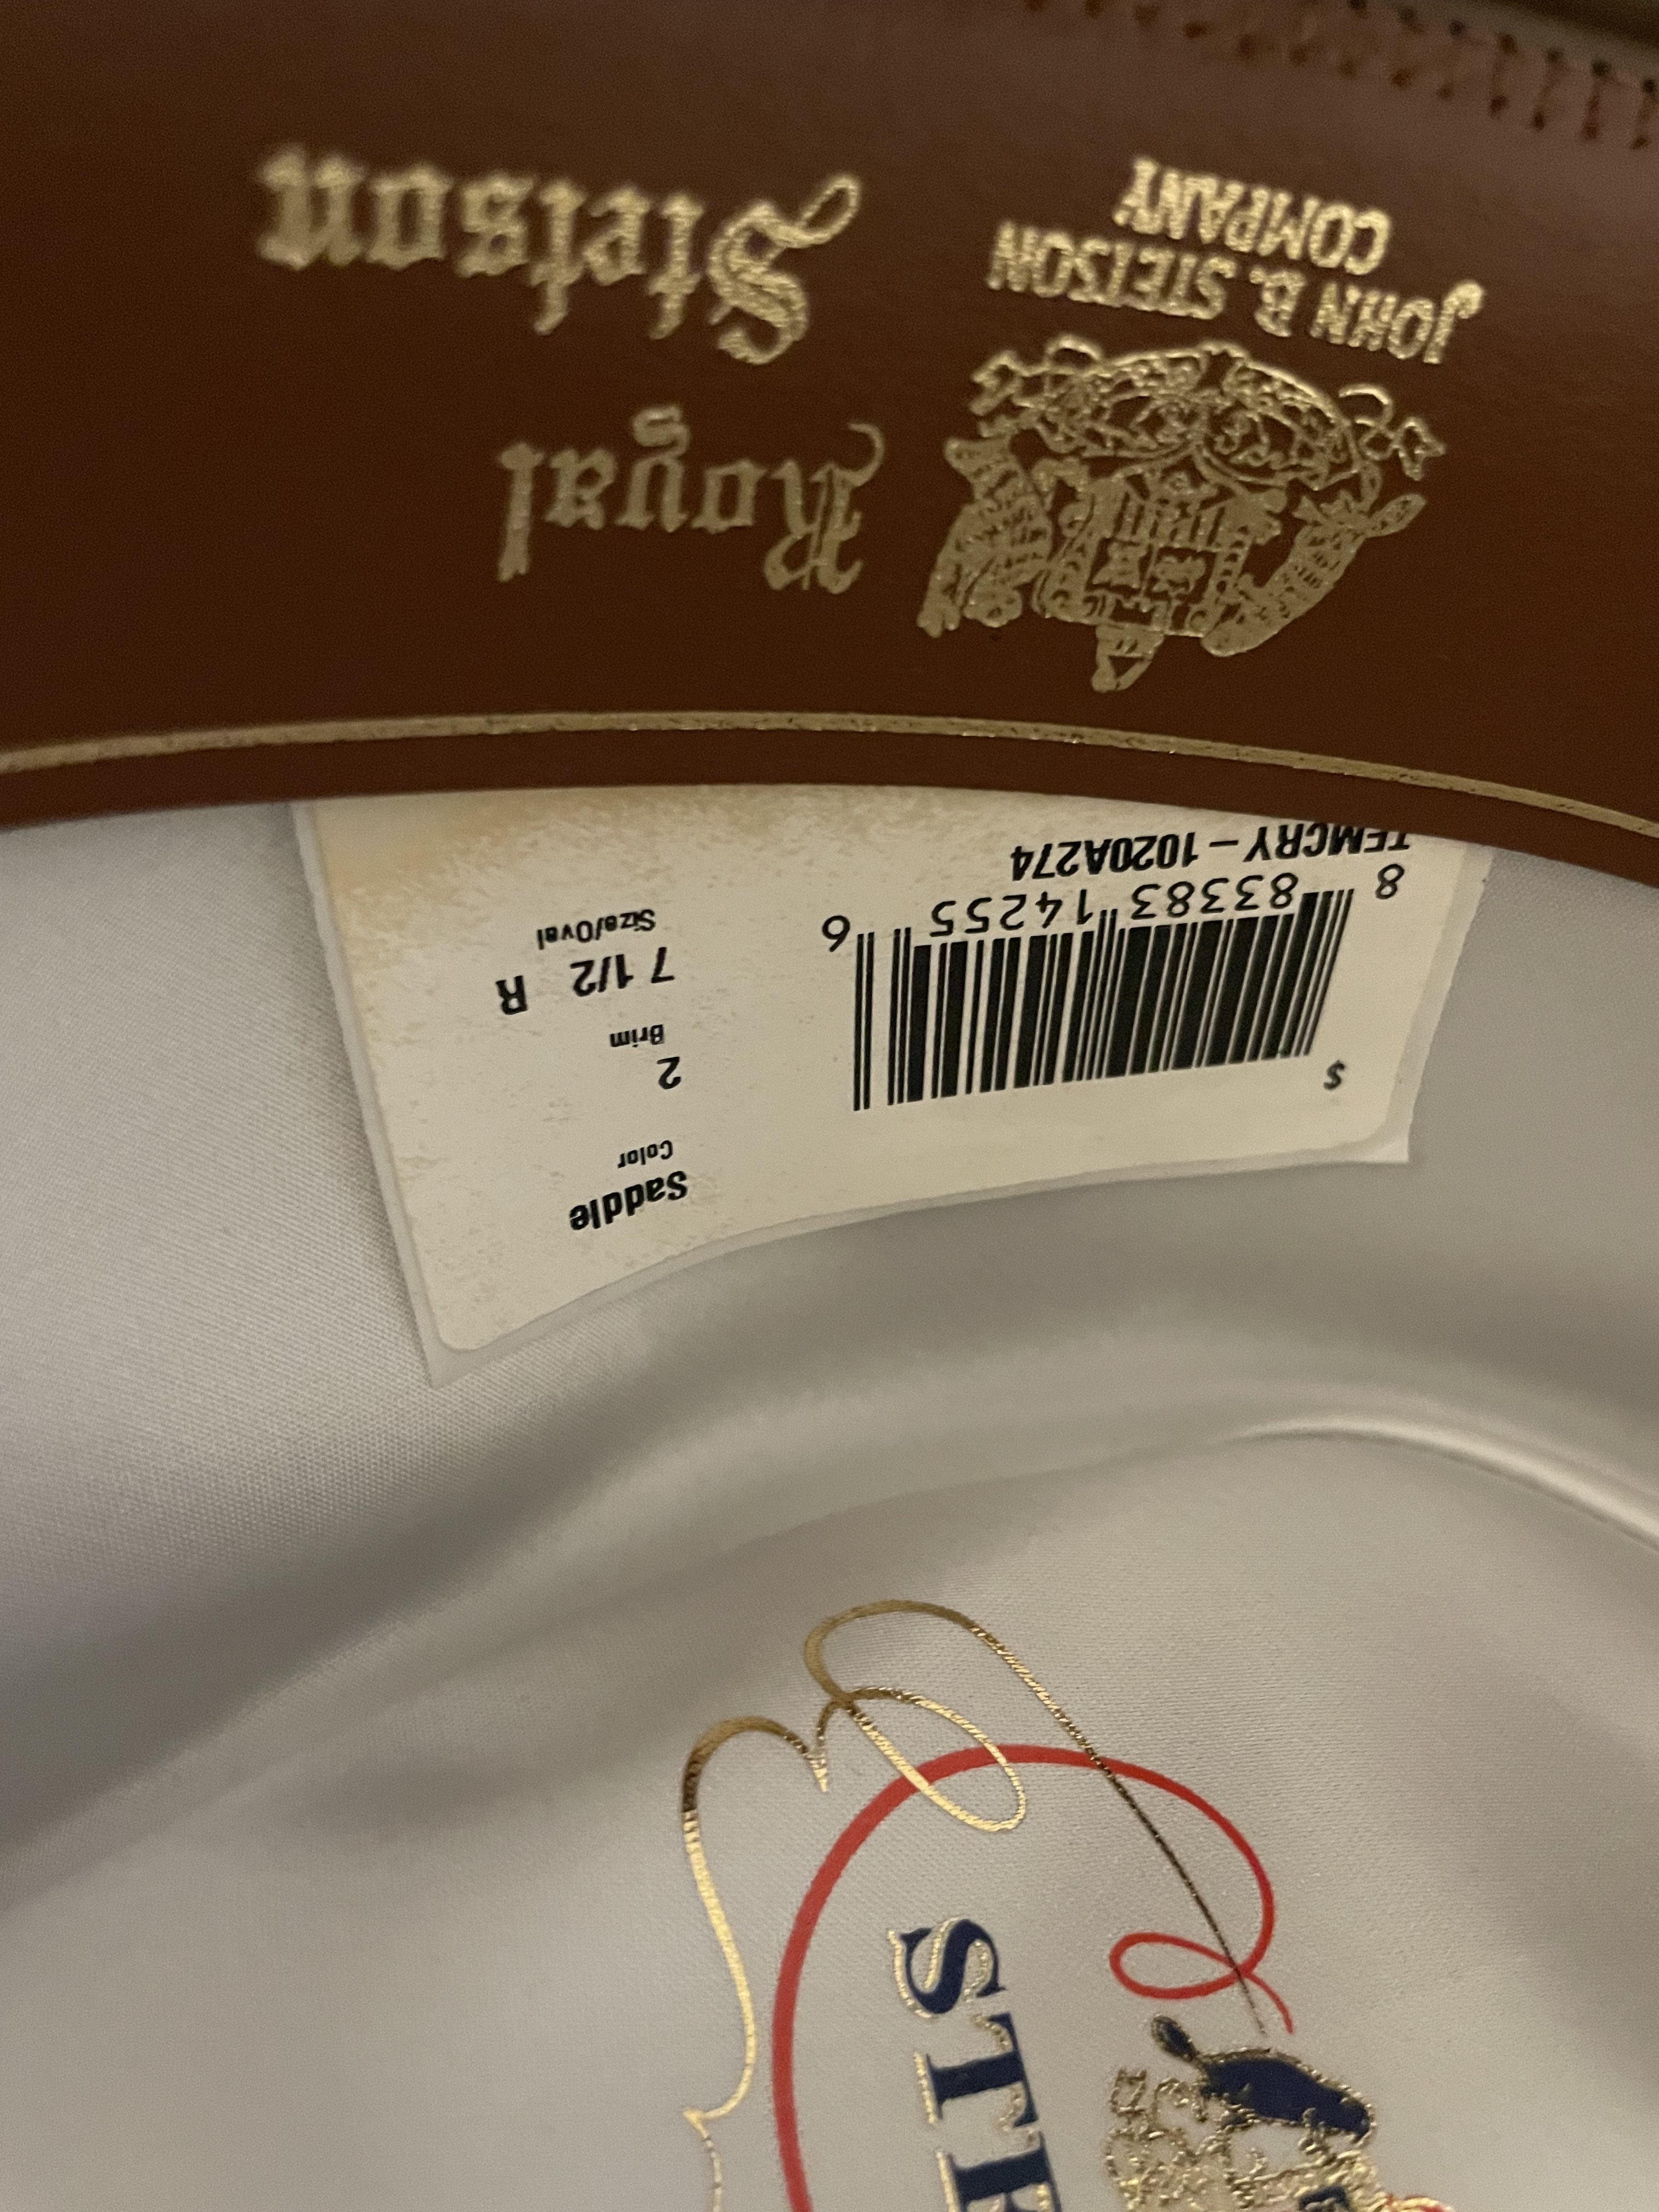 JOHN B. STETSON
COMPANY
Royal
Stetson
TEMCRY – 1020A274
8 83383 14255 6
$
Size/Oval
7 1/2 R
Brim
2
Color
Saddle